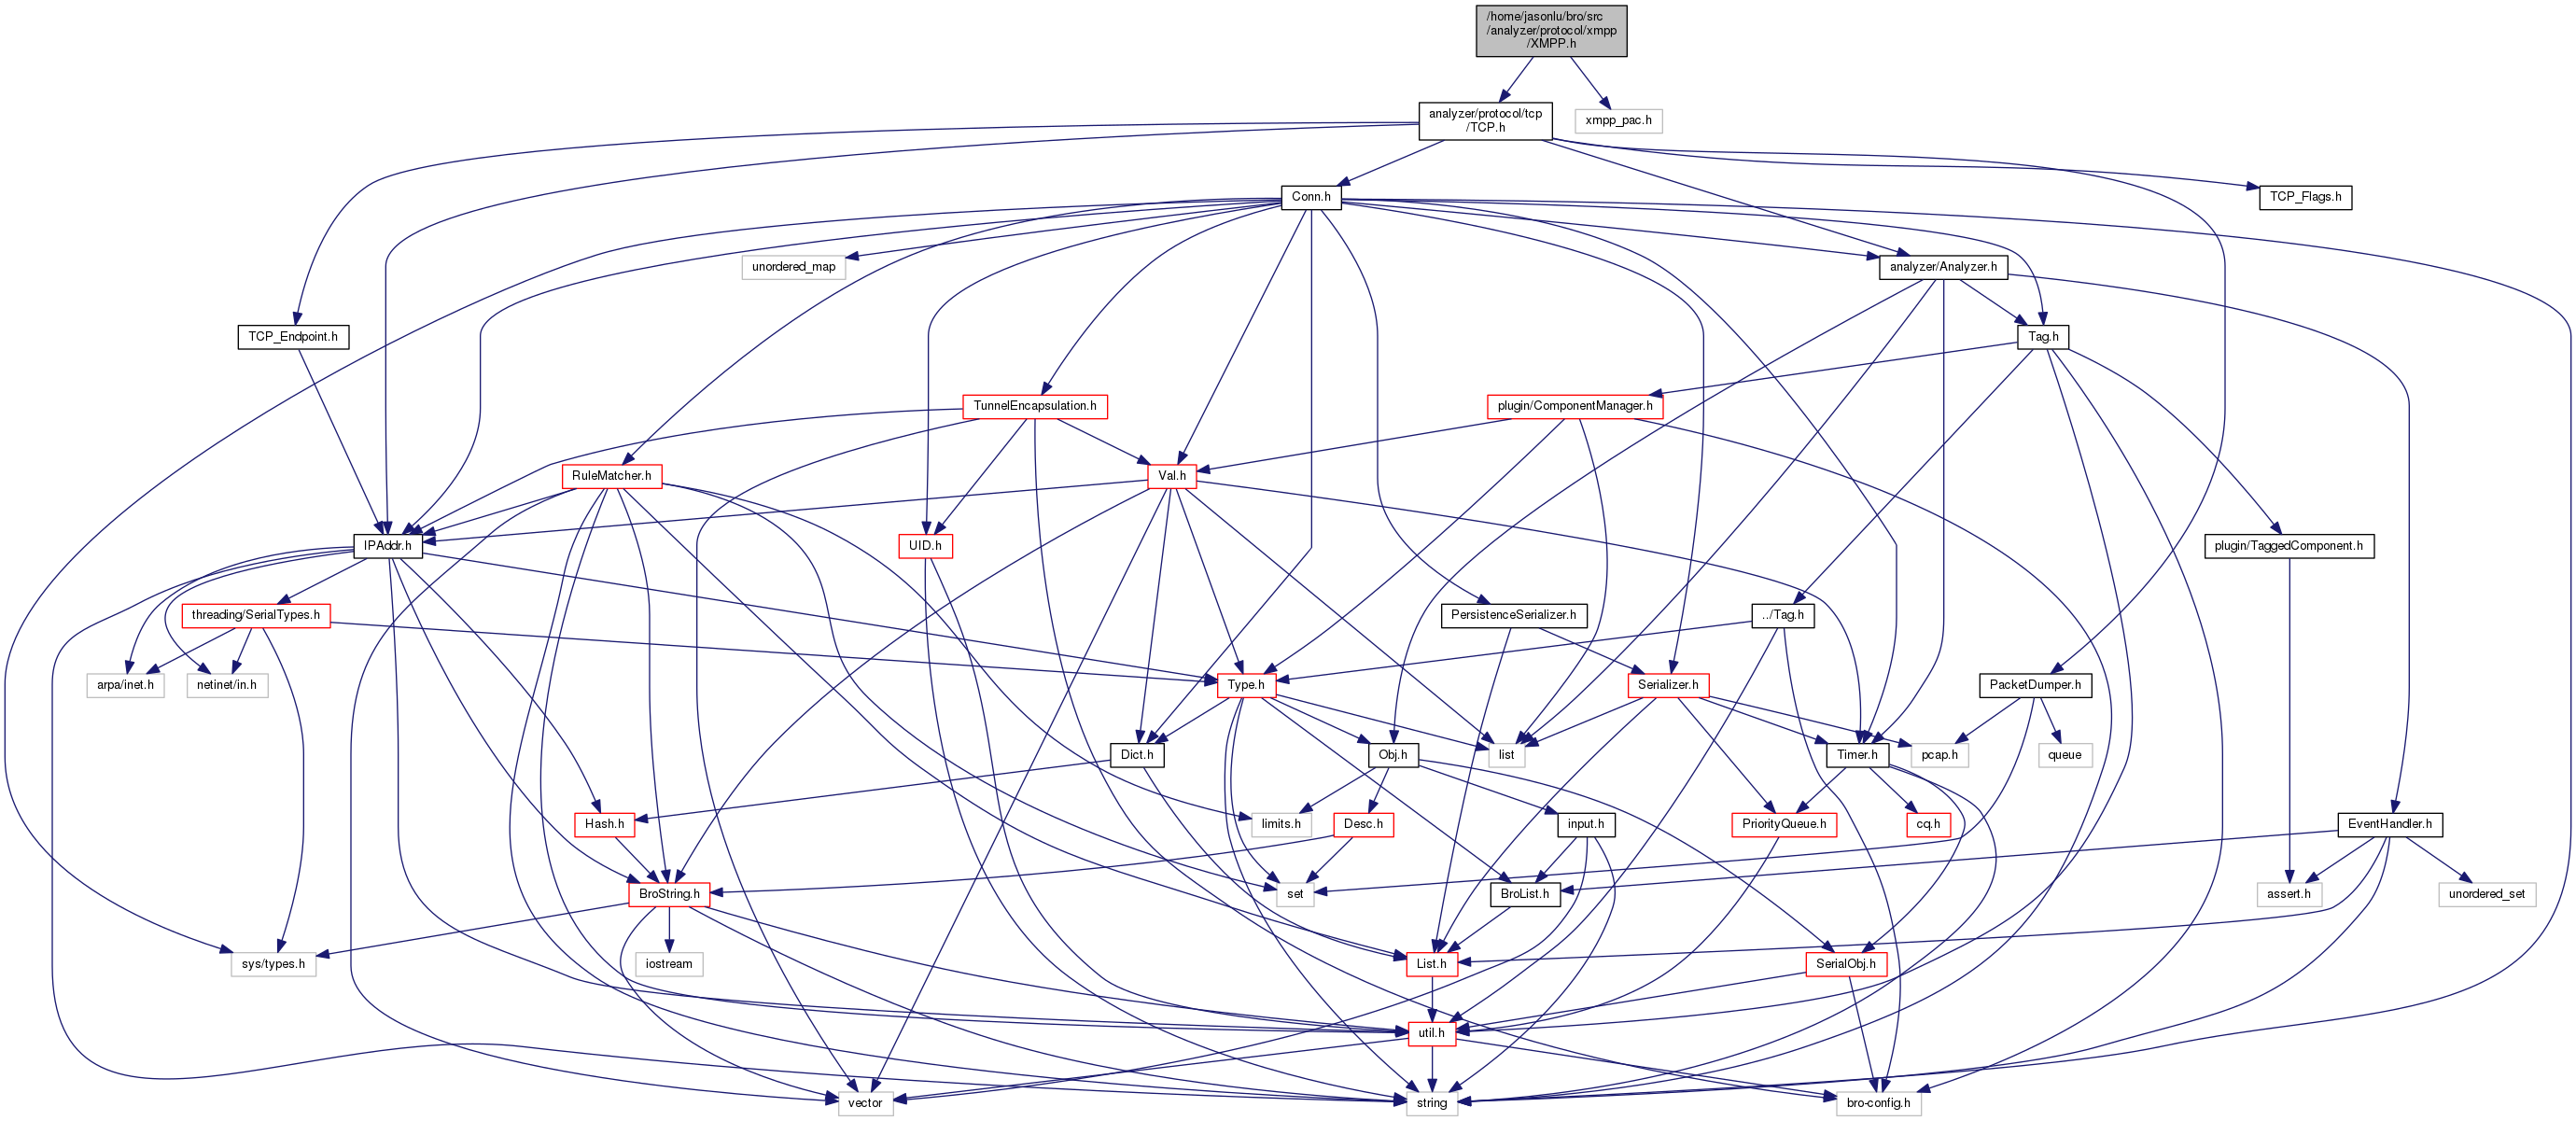 /home/jasonlu/bro/src
/analyzer/protocol/xmpp
/XMPP.h
analyzer/protocol/tcp
/TCP.h
xmpp_pac.h
Conn.h
TCP_Flags.h
unordered_map
analyzer/Analyzer.h
TCP_Endpoint.h
Tag.h
TunnelEncapsulation.h
plugin/ComponentManager.h
RuleMatcher.h
Val.h
IPAddr.h
UID.h
plugin/TaggedComponent.h
threading/SerialTypes.h
PersistenceSerializer.h
../Tag.h
arpa/inet.h
netinet/in.h
Type.h
Serializer.h
PacketDumper.h
Dict.h
Obj.h
list
Timer.h
pcap.h
queue
Hash.h
limits.h
Desc.h
input.h
PriorityQueue.h
cq.h
EventHandler.h
BroString.h
set
BroList.h
assert.h
unordered_set
sys/types.h
iostream
List.h
SerialObj.h
util.h
vector
string
bro-config.h